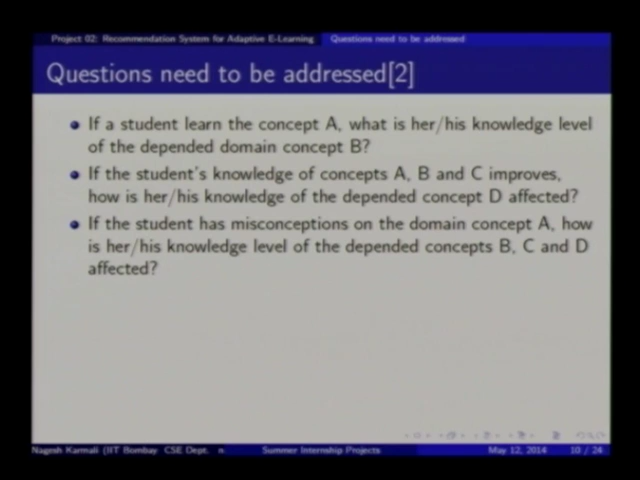 Project 02: Recommendation System for Adaptive E-Learning Questions need to be addressed
Questions need to be addressed[2]
If a student learn the concept A, what is her/his knowledge level
of the depended domain concept B?
If the student's knowledge of concepts A, B and C improves,
how is her/his knowledge of the depended concept D affected?
If the student has misconceptions on the domain concept A, how
is her/his knowledge level of the depended concepts B, C and D
affected?
Nagesh Karmali (IIT Bombay CSE Dept. n. Summer Internship Projects May 12, 2014 10 / 24